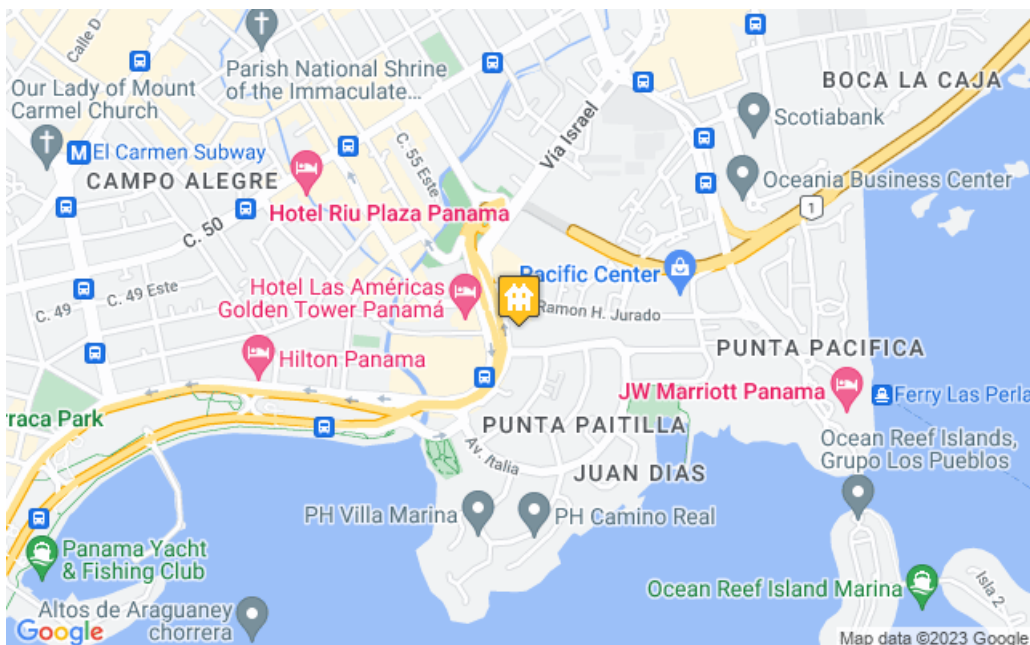 Calle D
Parish National Shrine
of the Immaculate...
Our Lady of Mount
Carmel Church
El Carmen Subway
M
CAMPO ALEGRE
C. 55 Este
Vía Israel
BOCA LA CAJA
Scotiabank
Oceania Business Center
1
Hotel Riu Plaza Panama
C. 50
C. 49 Este
C. 49
Hotel Las Américas
Golden Tower Panamá
Pacific Center
Ramon H. Jurado
Hilton Panama
PUNTA PACIFICA
JW Marriott Panama
Ferry Las Perla
rraca Park
PUNTA PAITILLA
Av. Italia
JUAN DIAS
Ocean Reef Islands,
Grupo Los Pueblos
PH Villa Marina
PH Camino Real
Panama Yacht
& Fishing Club
Ocean Reef Island Marina
Isla 2
Altos de Araguaney
chorrera
Google
Map data ©2023 Google